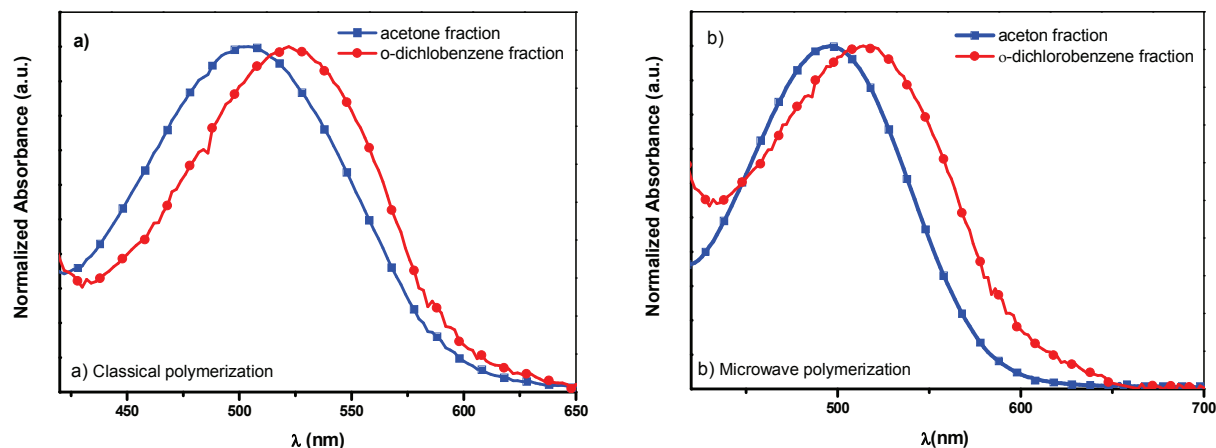 a)
acetone fraction
o-dichlobenzene fraction
Normalized Absorbance (a.u.)
a) Classical polymerization
450 500 550 600 650
λ (nm)
b)
aceton fraction
o-dichlorobenzene fraction
Normalized Absorbance (a.u.)
b) Microwave polymerization
500 600 700
λ(nm)